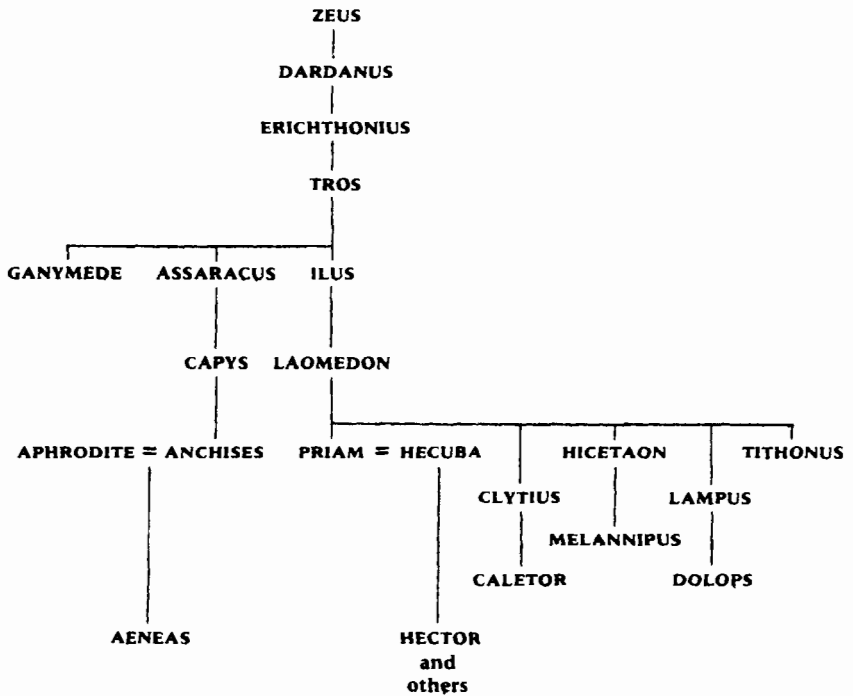 ZEUS
DARDANUS
ERICHTHONIUS
TROS
GANYMEDE ASSARACUS ILUS
CAPYS LAOMEDON
APHRODITE = ANCHISES PRIAM = HECUBA HICETAON TITHONUS
CLYTIUS LAMPUS
MELANNIPUS
CALETOR DOLOPS
AENEAS HECTOR
and
others